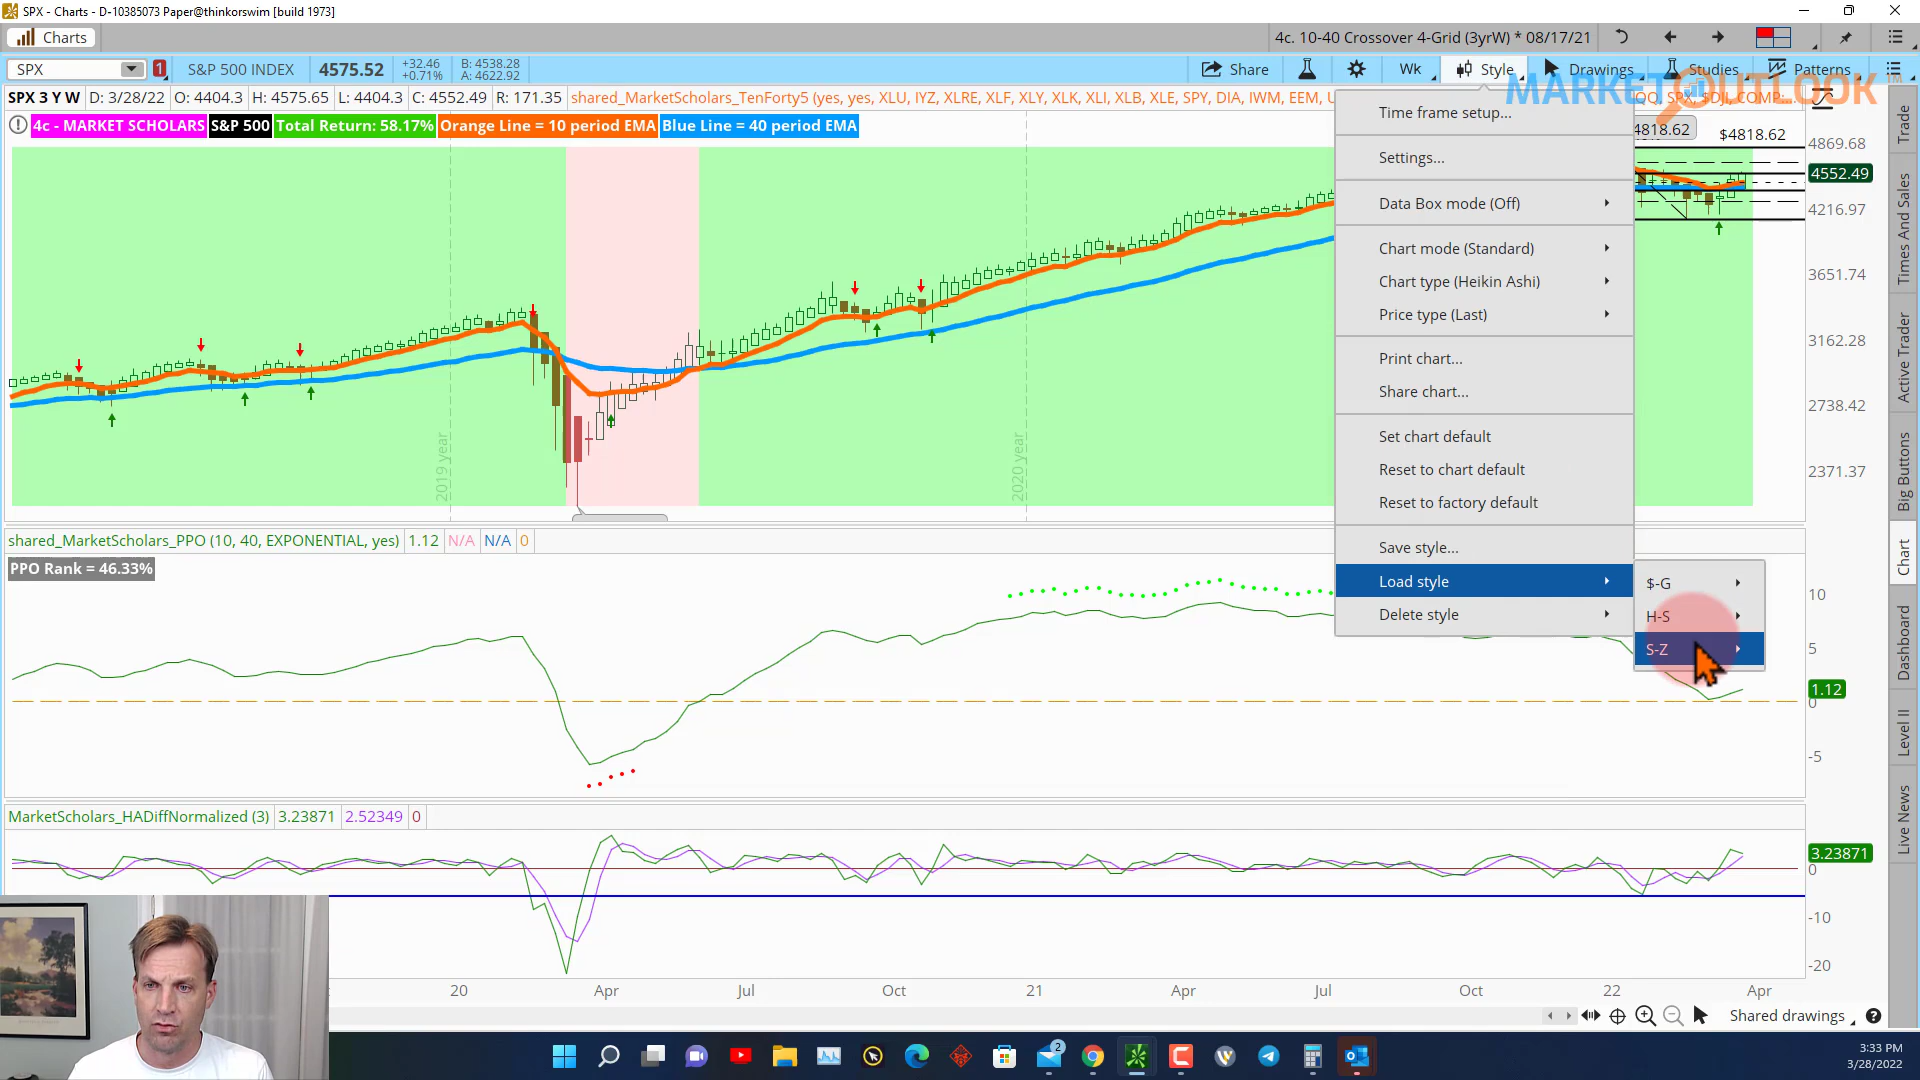 SPX - Charts - D-10385073 Paper@thinkorswim [build 1973]
Charts
4c. 10-40 Crossover 4-Grid (3yrW) * 08/17/21
SPX
1
S&P 500 INDEX
4575.52
+32.46
+0.71%
B: 4538.28
A: 4622.92
Share
Wk
Style
Drawings
Studies
Patterns
MARKET OUTLOOK
SPX 3 Y W
D: 3/28/22
O: 4404.3
H: 4575.65
L: 4404.3
C: 4552.49
R: 171.35
shared_MarketScholars_TenForty5 (yes, yes, XLU, IYZ, XLRE, XLF, XLY, XLK, XLI, XLB, XLE, SPY, DIA, IWM, EEM,
QQ, SPX, $DJI, COMP:...
4c - MARKET SCHOLARS
S&P 500
Total Return: 58.17%
Orange Line = 10 period EMA
Blue Line = 40 period EMA
4818.62
$4818.62
4869.68
4552.49
4216.97
3651.74
3162.28
2738.42
2371.37
2019 year
2020 year
Time frame setup...
Settings...
Data Box mode (Off)
Chart mode (Standard)
Chart type (Heikin Ashi)
Price type (Last)
Print chart...
Share chart...
Set chart default
Reset to chart default
Reset to factory default
Save style...
Load style
Delete style
$-G
H-S
S-Z
shared_MarketScholars_PPO (10, 40, EXPONENTIAL, yes)
1.12
N/A
N/A
0
PPO Rank = 46.33%
10
5
1.12
0
-5
MarketScholars_HADiffNormalized (3)
3.23871
2.52349
0
3.23871
0
-10
-20
20
Apr
Jul
Oct
21
Apr
Jul
Oct
22
Apr
Shared drawings
Trade
Times And Sales
Active Trader
Big Buttons
Chart
Dashboard
Level II
Live News
2
3:33 PM
3/28/2022